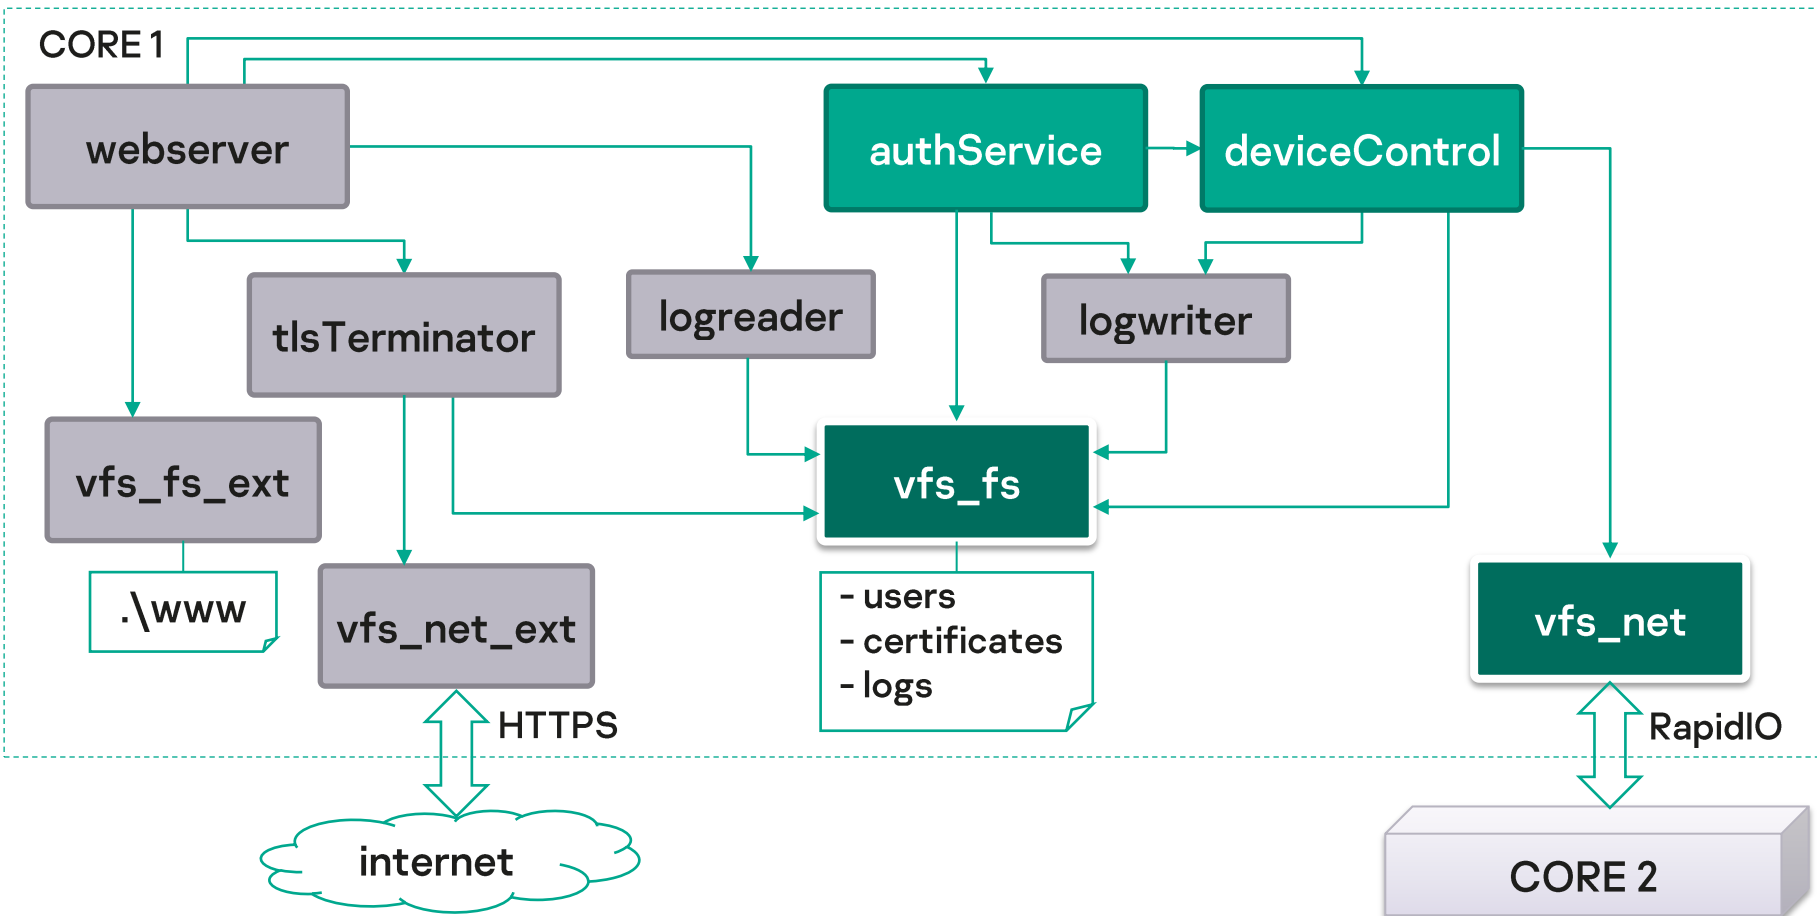 CORE 1
webserver
authService
deviceControl
tlsTerminator
logreader
logwriter
vfs_fs_ext
vfs_fs
.\www
vfs_net_ext
- users
- certificates
- logs
vfs_net
HTTPS
RapidIO
internet
CORE 2